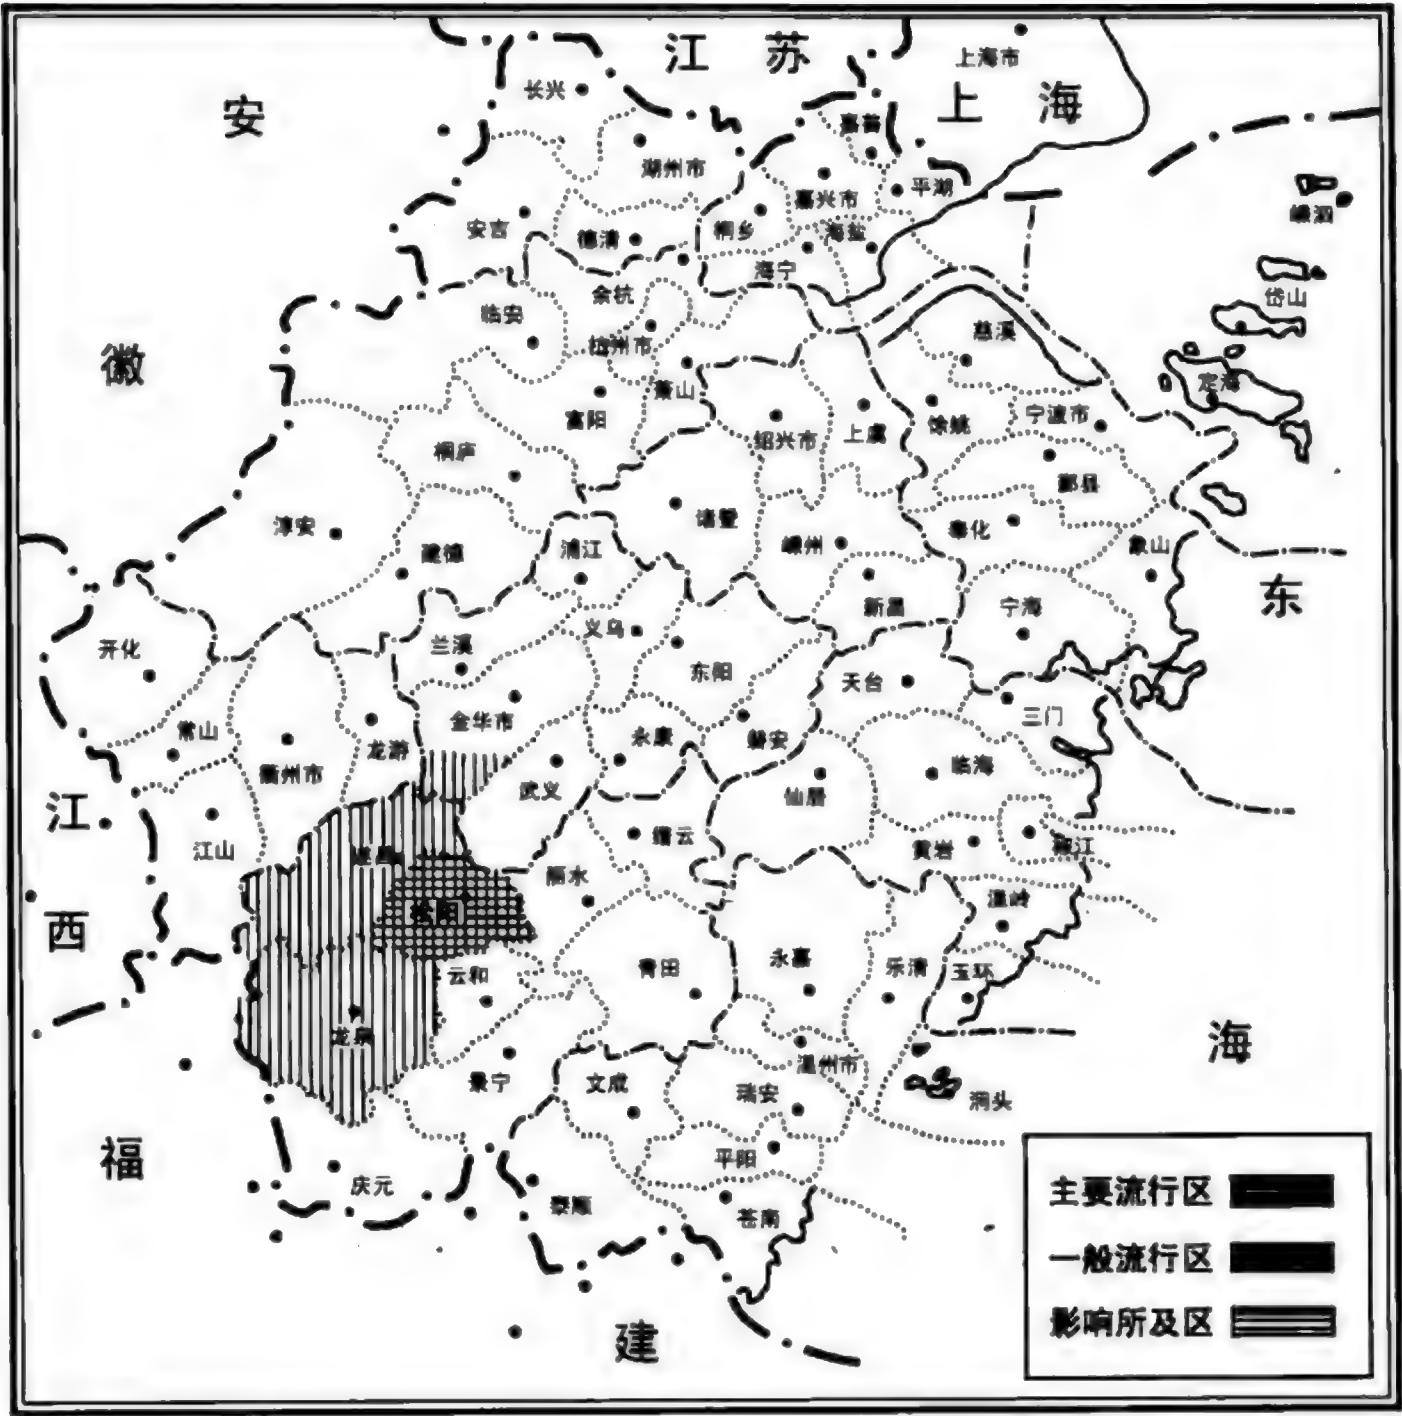 江 苏
上海市
安
长兴
上 海
嘉善
湖州市
嘉兴市
平湖
嵊泗
安吉
德清
桐乡
海盐
海宁
余杭
岱山
临安
杭州市
慈溪
徽
定海
萧山
富阳
绍兴市
上虞
馀姚
宁波市
桐庐
鄞县
淳安
诸暨
建德
浦江
嵊州
奉化
象山
东
新昌
宁海
开化
兰溪
义乌
东阳
天台
三门
常山
金华市
永康
磐安
龙游
衢州市
武义
仙居
临海
江
江山
缙云
黄岩
椒江
遂昌
丽水
温岭
西
松阳
云和
青田
永嘉
乐清
玉环
龙泉
海
温州市
景宁
文成
瑞安
洞头
福
平阳
庆元
泰顺
苍南
主要流行区
一般流行区
影响所及区
建